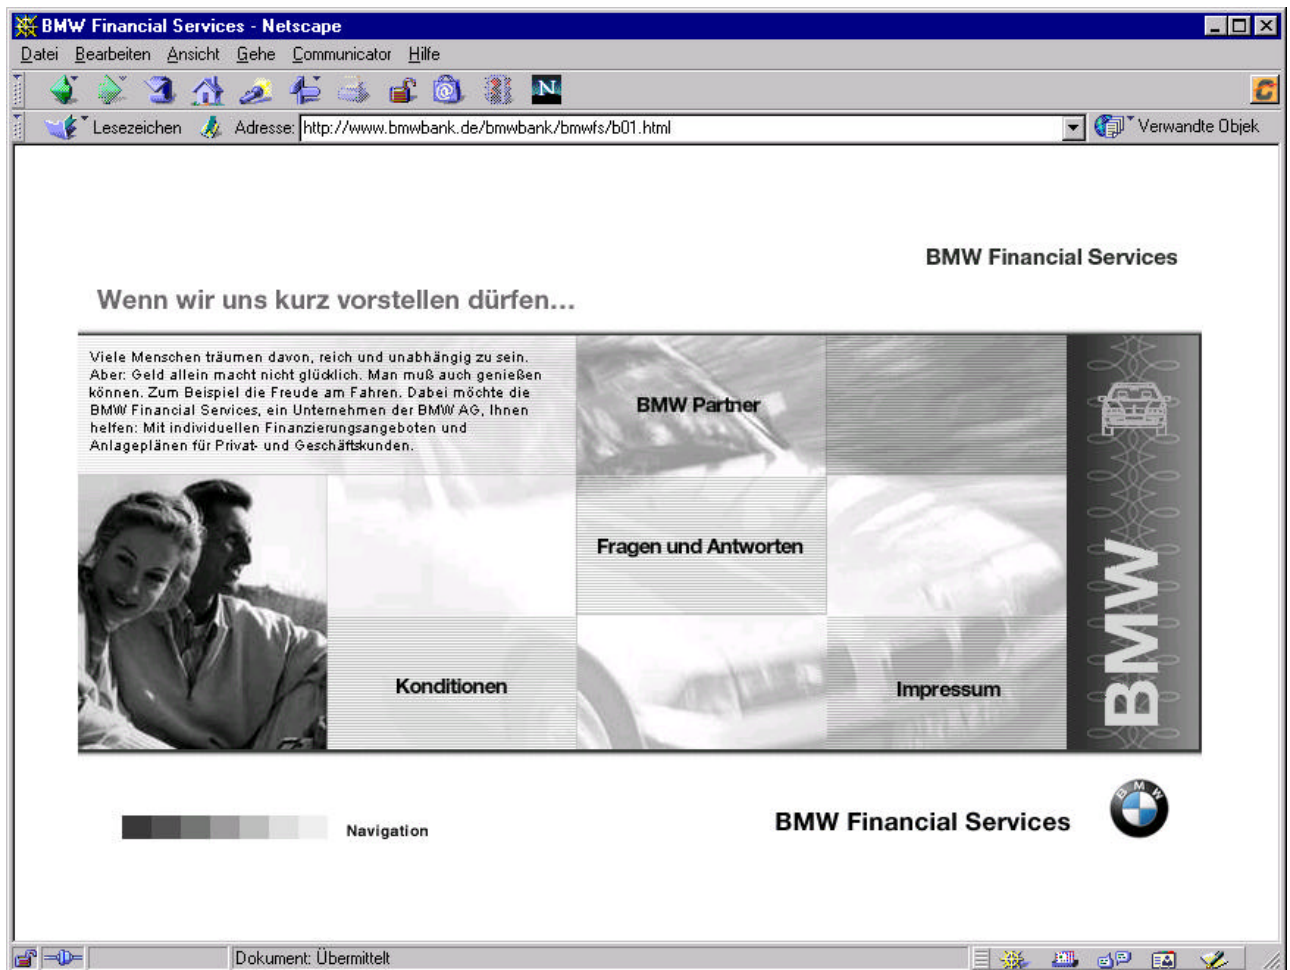 BMW Financial Services - Netscape
Datei Bearbeiten Ansicht Gehe Communicator Hilfe
N
Lesezeichen Adresse: http://www.bmwbank.de/bmwbank/bmwfs/b01.html Verwandte Objek
BMW Financial Services
Wenn wir uns kurz vorstellen dürfen...
Viele Menschen träumen davon, reich und unabhängig zu sein.
Aber: Geld allein macht nicht glücklich. Man muß auch genießen
können. Zum Beispiel die Freude am Fahren. Dabei möchte die
BMW Financial Services, ein Unternehmen der BMW AG, Ihnen
helfen: Mit individuellen Finanzierungsangeboten und
Anlageplänen für Privat- und Geschäftskunden.
BMW Partner
Fragen und Antworten
Konditionen
Impressum
BMW
Navigation
BMW Financial Services
BMW
Dokument: Übermittelt